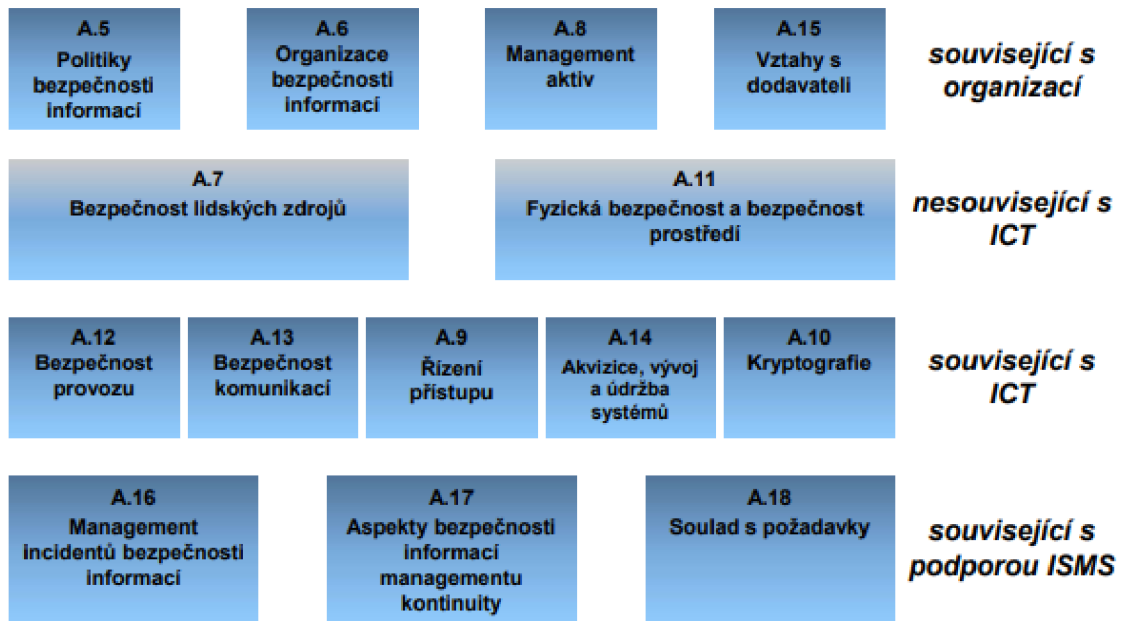 A.5
Politiky
bezpečnosti
informací
A.6
Organizace
bezpečnosti
informací
A.8
Management
aktiv
A.15
Vztahy s
dodavateli
související s
organizací
A.7
Bezpečnost lidských zdrojů
A.11
Fyzická bezpečnost a bezpečnost
prostředí
nesouvisející s
ICT
A.12
Bezpečnost
provozu
A.13
Bezpečnost
komunikací
A.9
Řízení
přístupu
A.14
Akvizice, vývoj
a údržba
systémů
A.10
Kryptografie
související s
ICT
A.16
Management
incidentů bezpečnosti
informací
A.17
Aspekty bezpečnosti
informací
managementu
kontinuity
A.18
Soulad s požadavky
související s
podporou ISMS